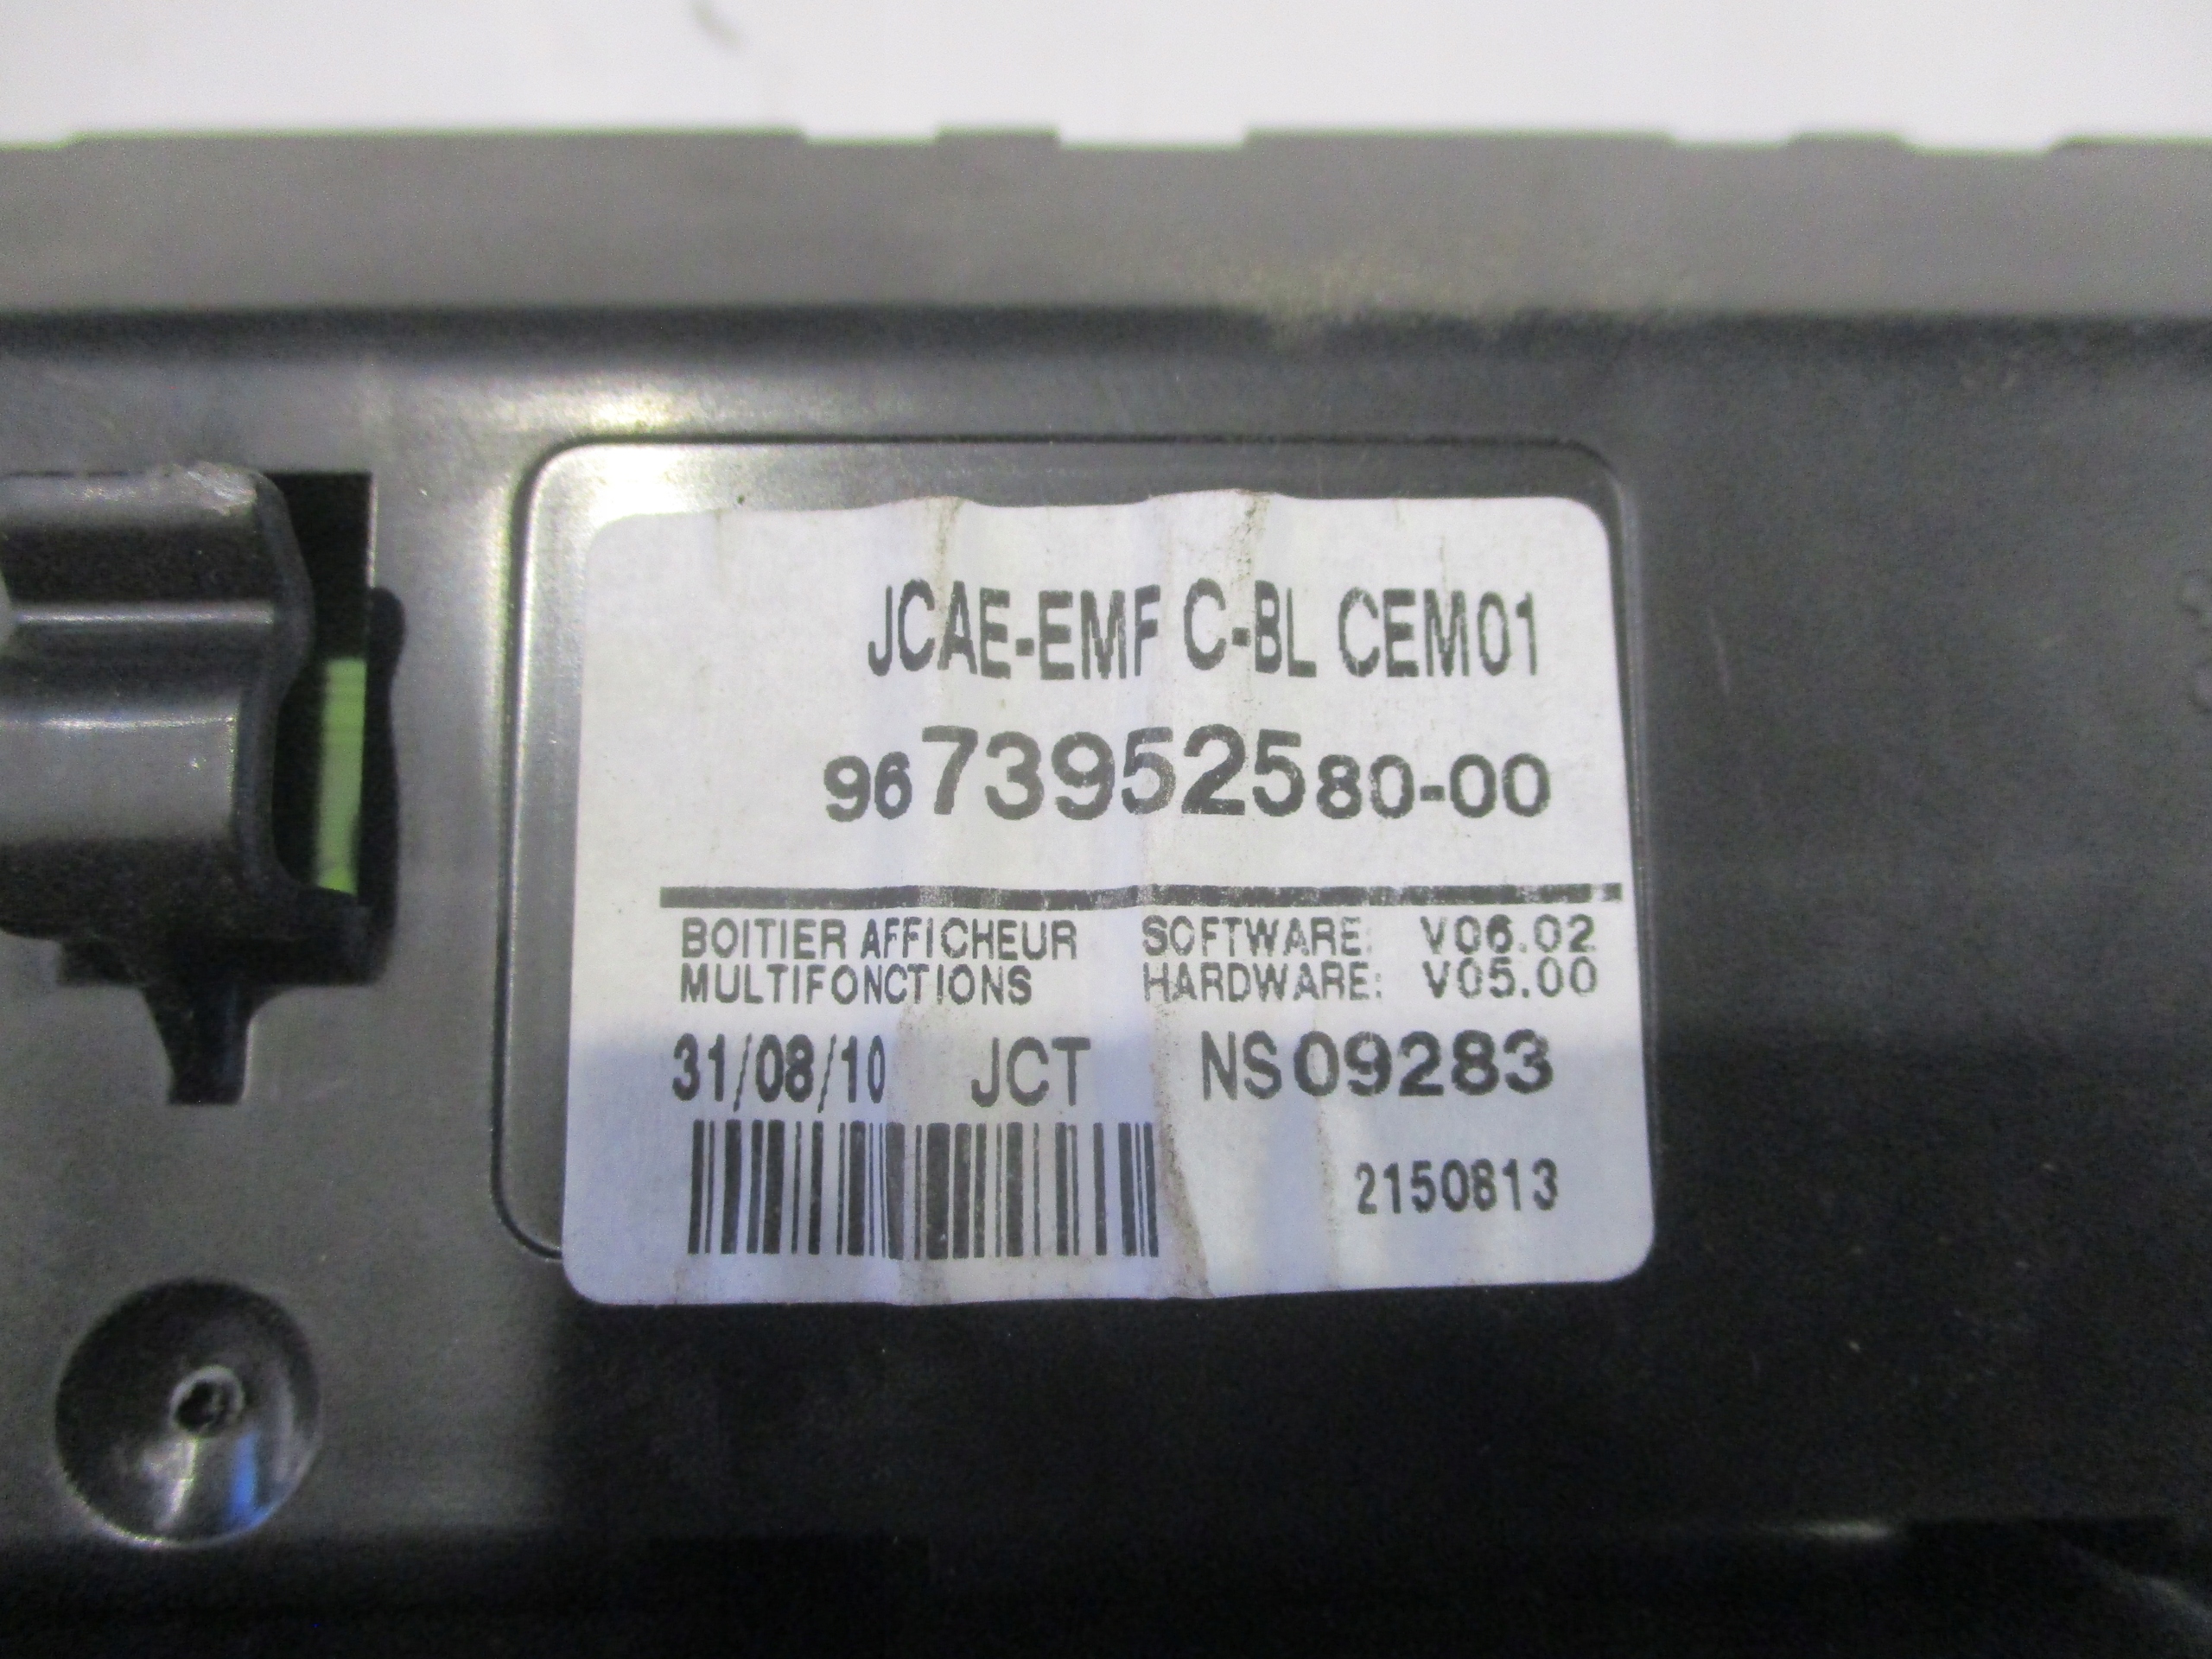 JCAE-EMF C-BL CEM01
9673952580-00
BOITIER AFFICHEUR SOFTWARE: V06.02
MULTIFONCTIONS HARDWARE: V05.00
31/08/10 JCT NS09283
2150813